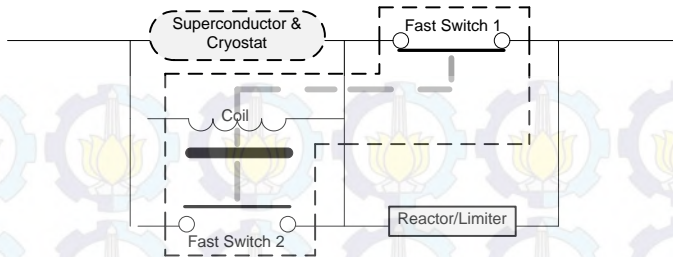 Superconductor &
Cryostat
Fast Switch 1
Coil
Reactor/Limiter
Fast Switch 2